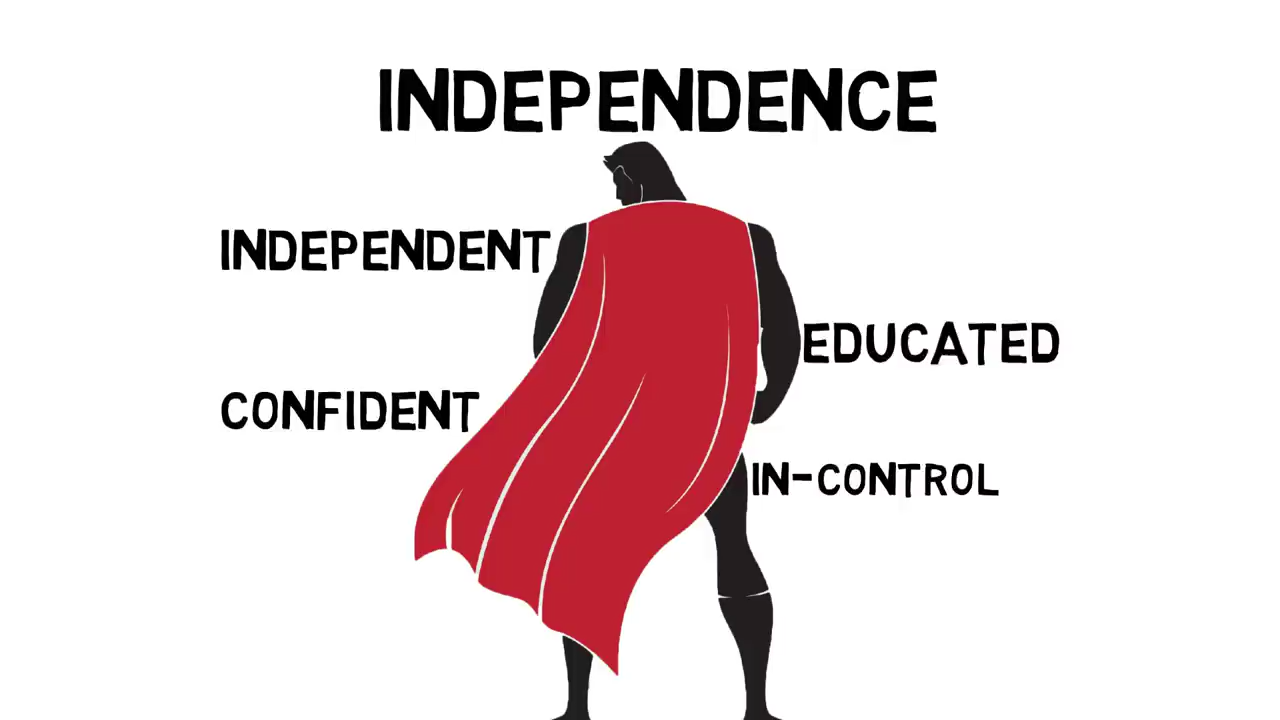 INDEPENDENCE
INDEPENDENT
EDUCATED
CONFIDENT
IN-CONTROL